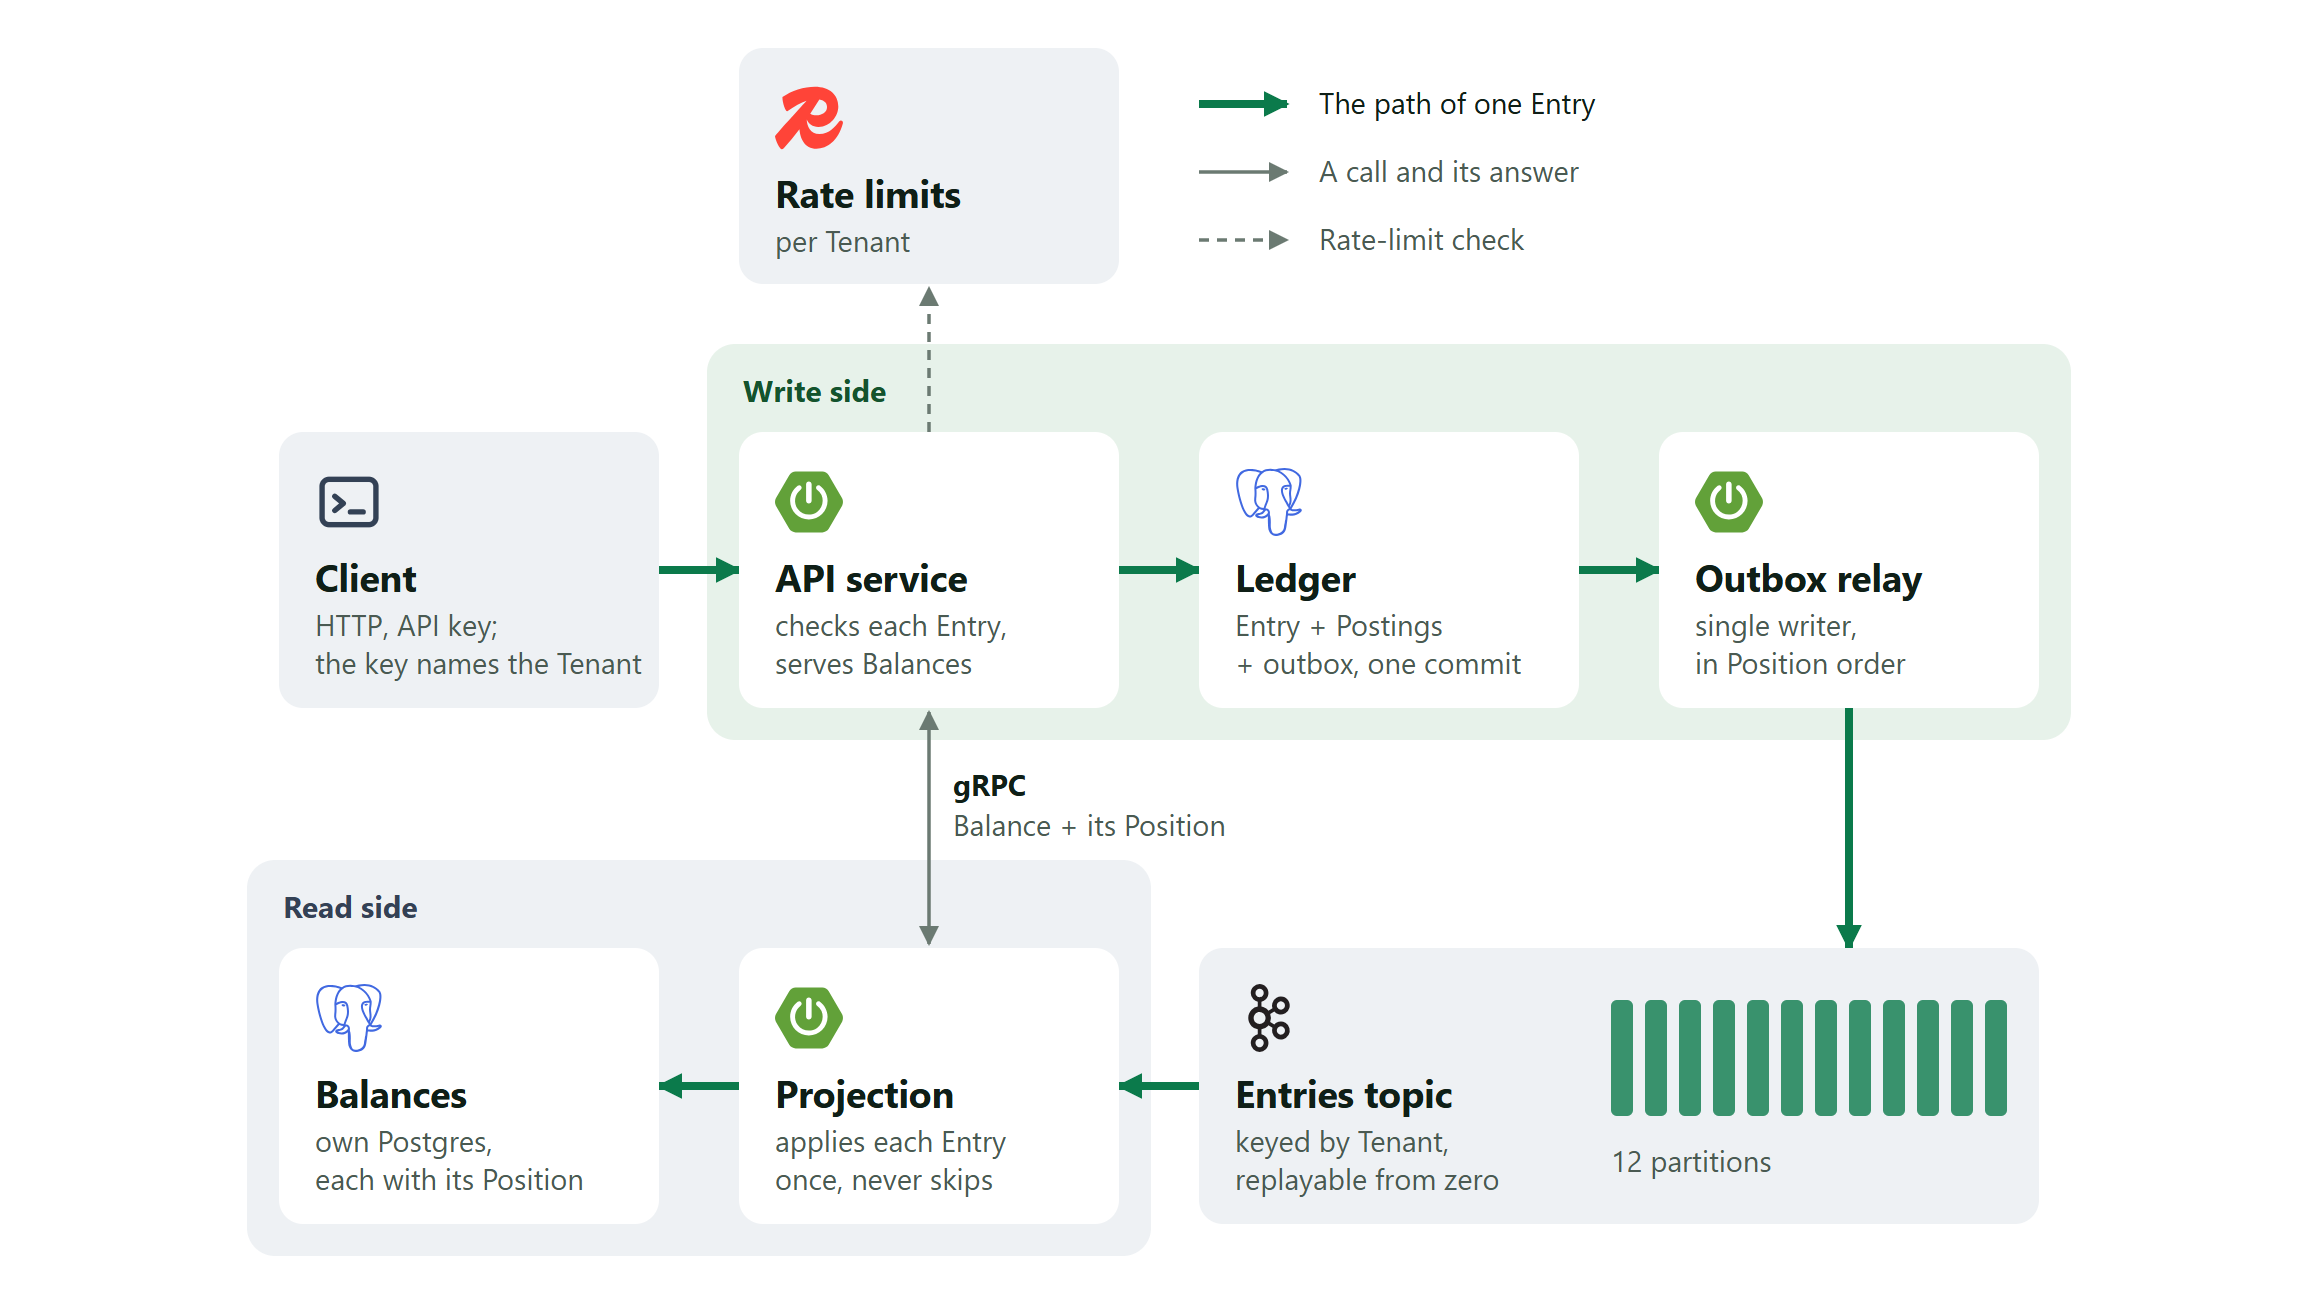 Rate limits
per Tenant
The path of one Entry
A call and its answer
Rate-limit check
Write side
Client
HTTP, API key;
the key names the Tenant
API service
checks each Entry,
serves Balances
Ledger
Entry + Postings
+ outbox, one commit
Outbox relay
single writer,
in Position order
gRPC
Balance + its Position
Read side
Balances
own Postgres,
each with its Position
Projection
applies each Entry
once, never skips
Entries topic
keyed by Tenant,
replayable from zero
12 partitions